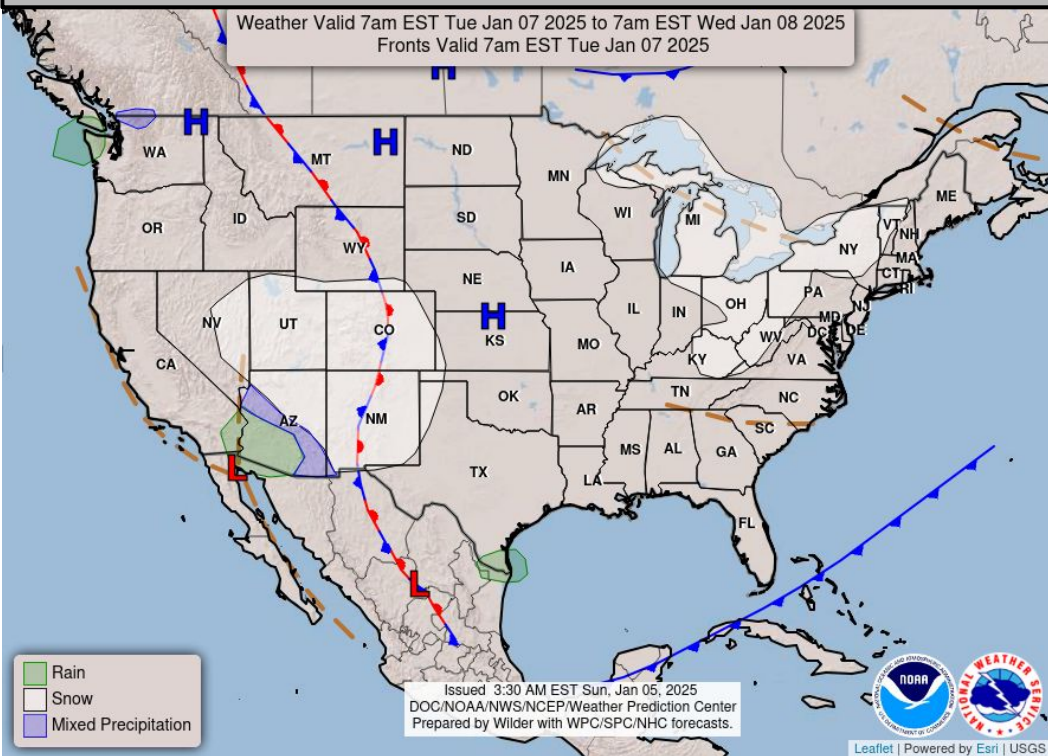 Weather Valid 7am EST Tue Jan 07 2025 to 7am EST Wed Jan 08 2025
Fronts Valid 7am EST Tue Jan 07 2025
H
H
H
WA
MT
ND
MN
ME
OR
ID
SD
WI
MI
VT
NH
NY
MA
WY
IA
CT
RI
NE
PA
H
NV
UT
CO
KS
IL
IN
OH
NJ
MD
DE
DC
WV
MO
KY
VA
CA
OK
TN
NC
AZ
NM
AR
SC
L
TX
MS
AL
GA
LA
FL
L
Rain
Snow
Mixed Precipitation
Issued 3:30 AM EST Sun, Jan 05, 2025
DOC/NOAA/NWS/NCEP/Weather Prediction Center
Prepared by Wilder with WPC/SPC/NHC forecasts.
NOAA
NATIONAL WEATHER SERVICE
Leaflet | Powered by Esri | USGS